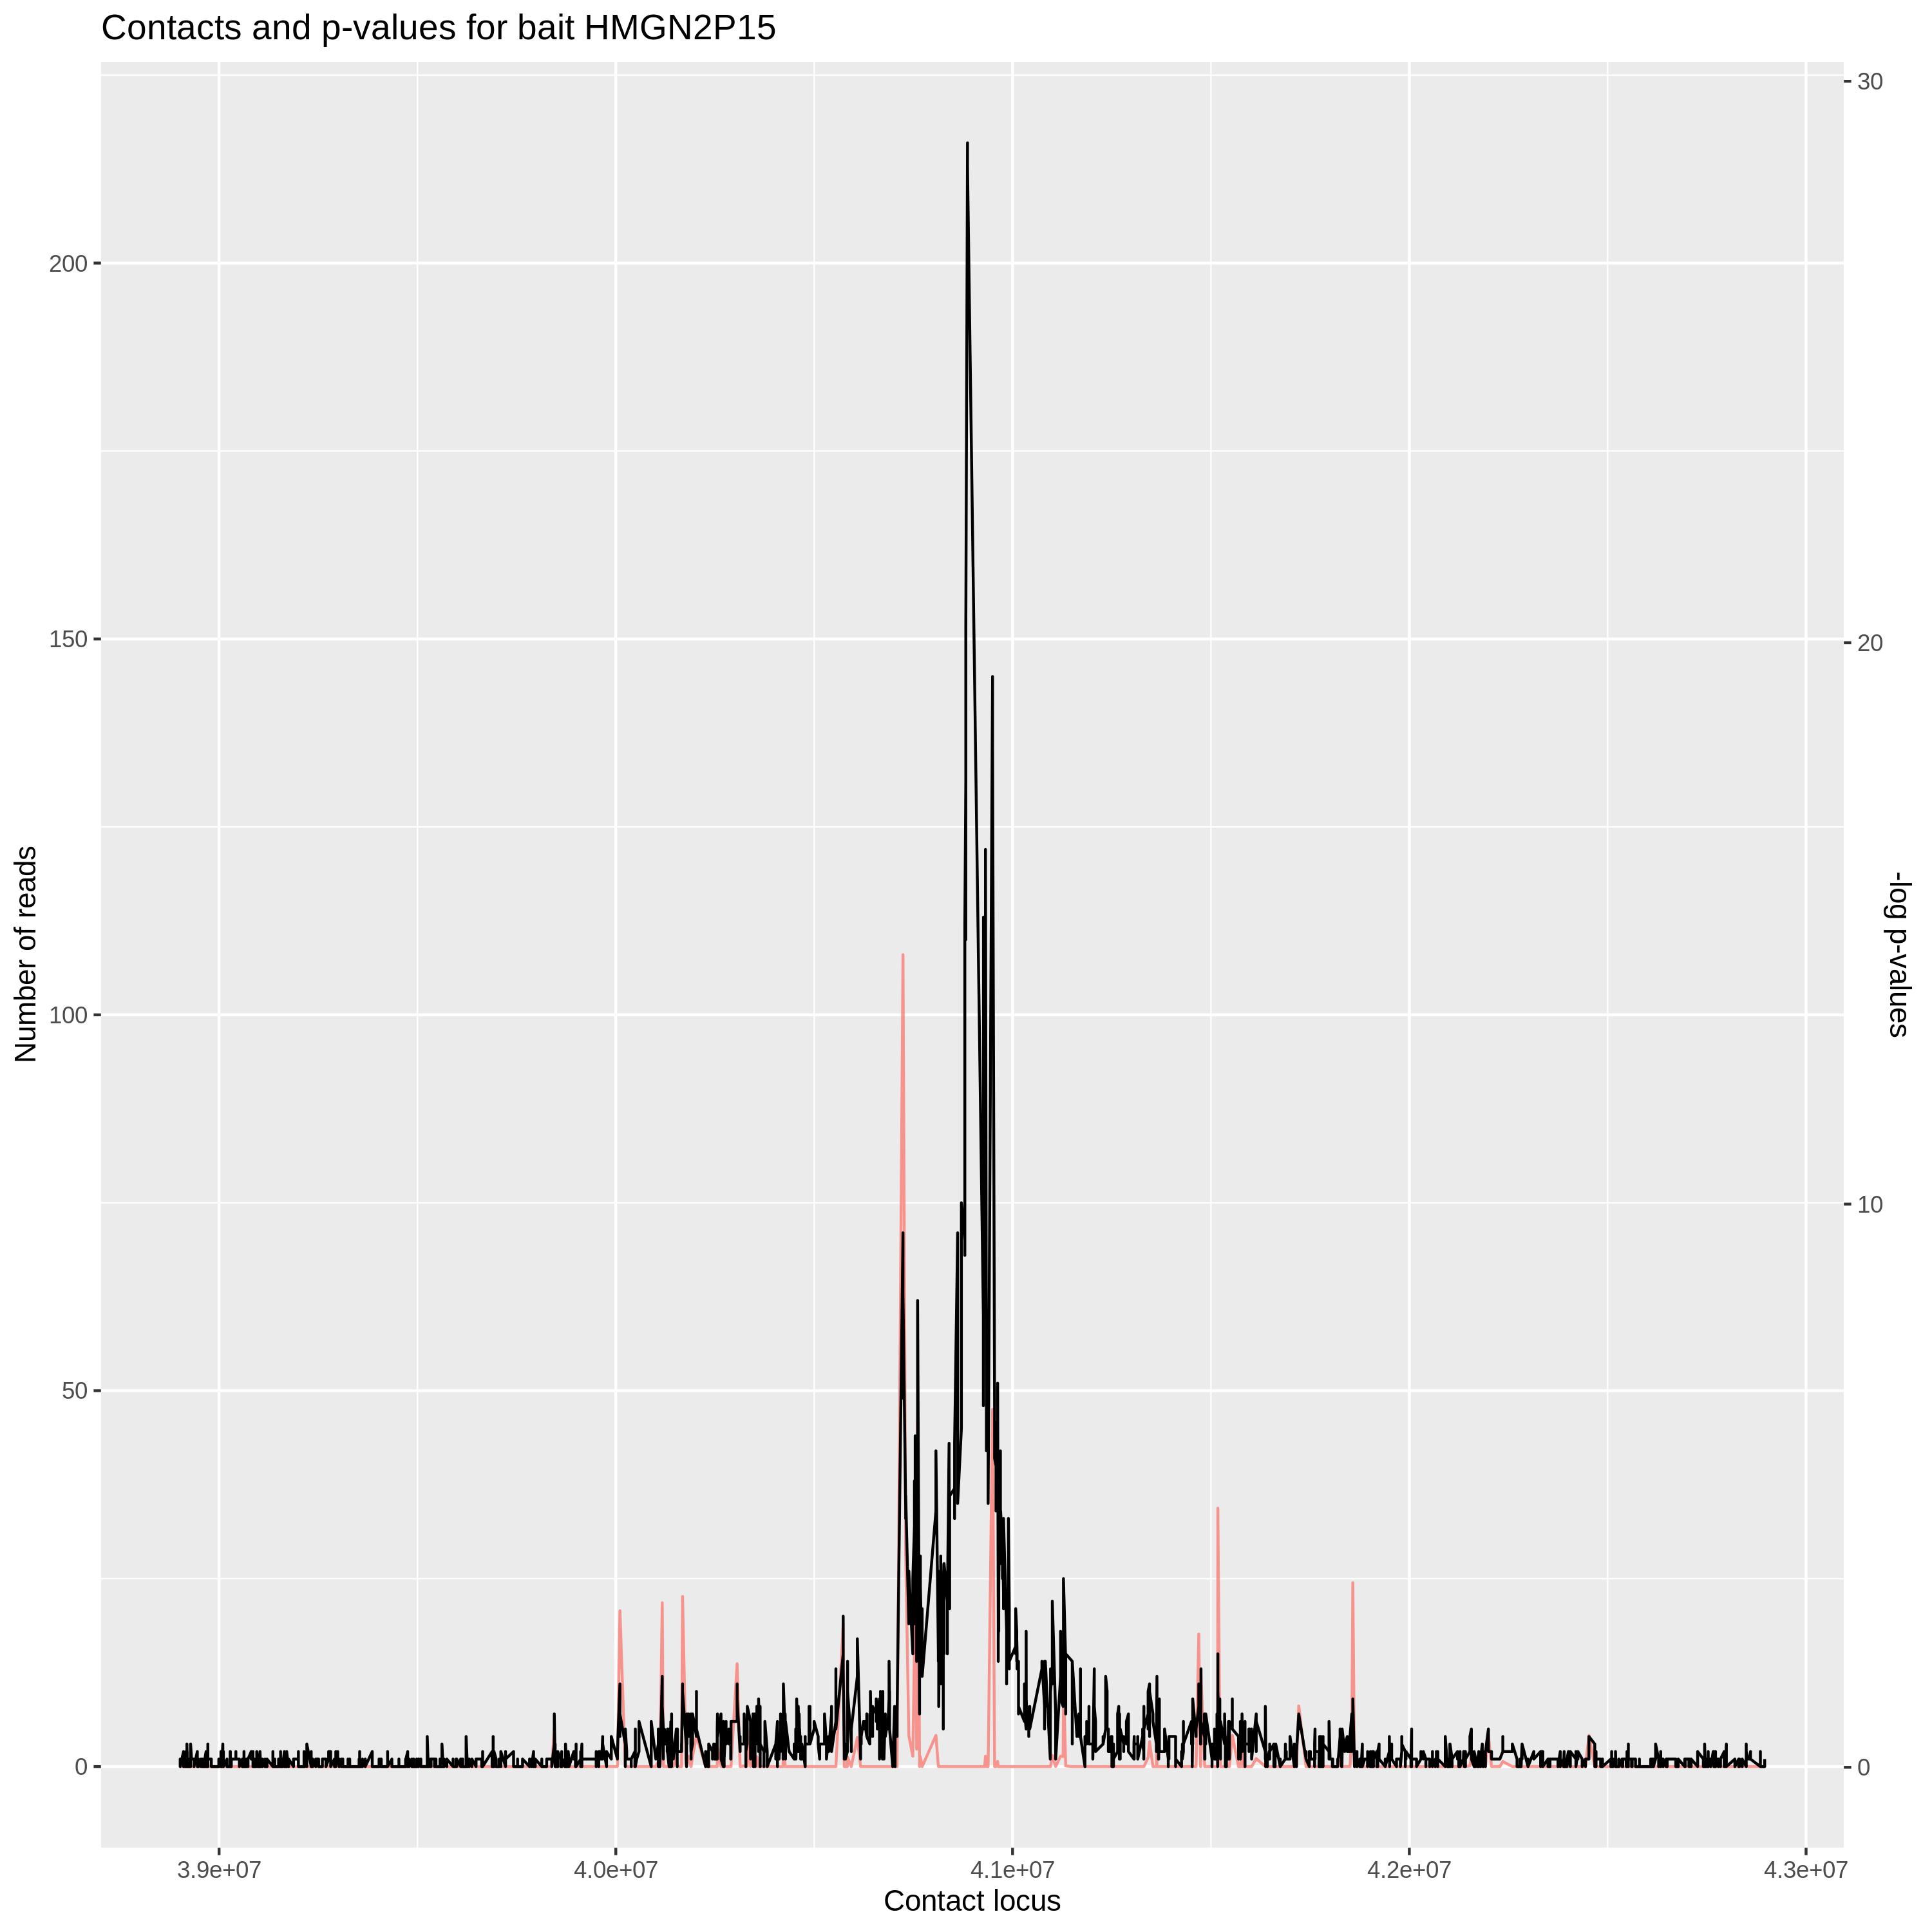 Contacts and p-values for bait HMGN2P15
Number of reads
200
150
100
50
0
30
20
10
0
-log p-values
3.9e+07
4.0e+07
4.1e+07
4.2e+07
4.3e+07
Contact locus